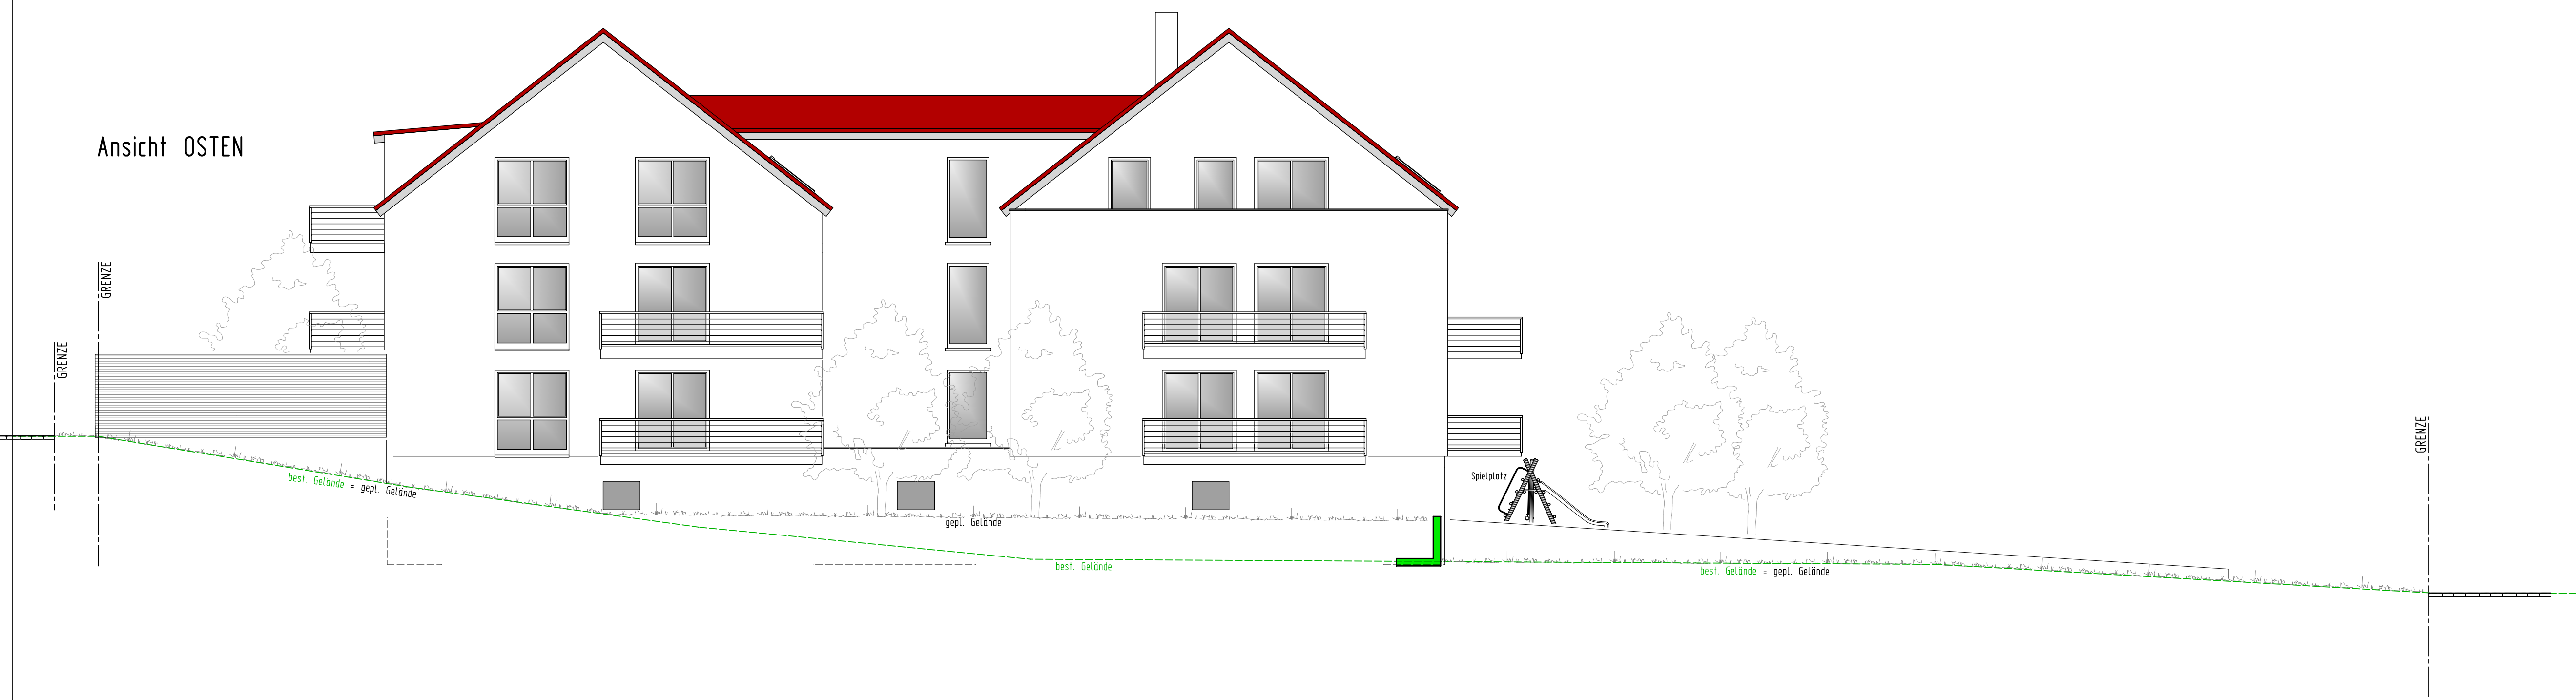 Ansicht OSTEN
GRENZE
GRENZE
GRENZE
best. Gelände = gepl. Gelände
Spielplatz
gepl. Gelände
best. Gelände
best. Gelände = gepl. Gelände